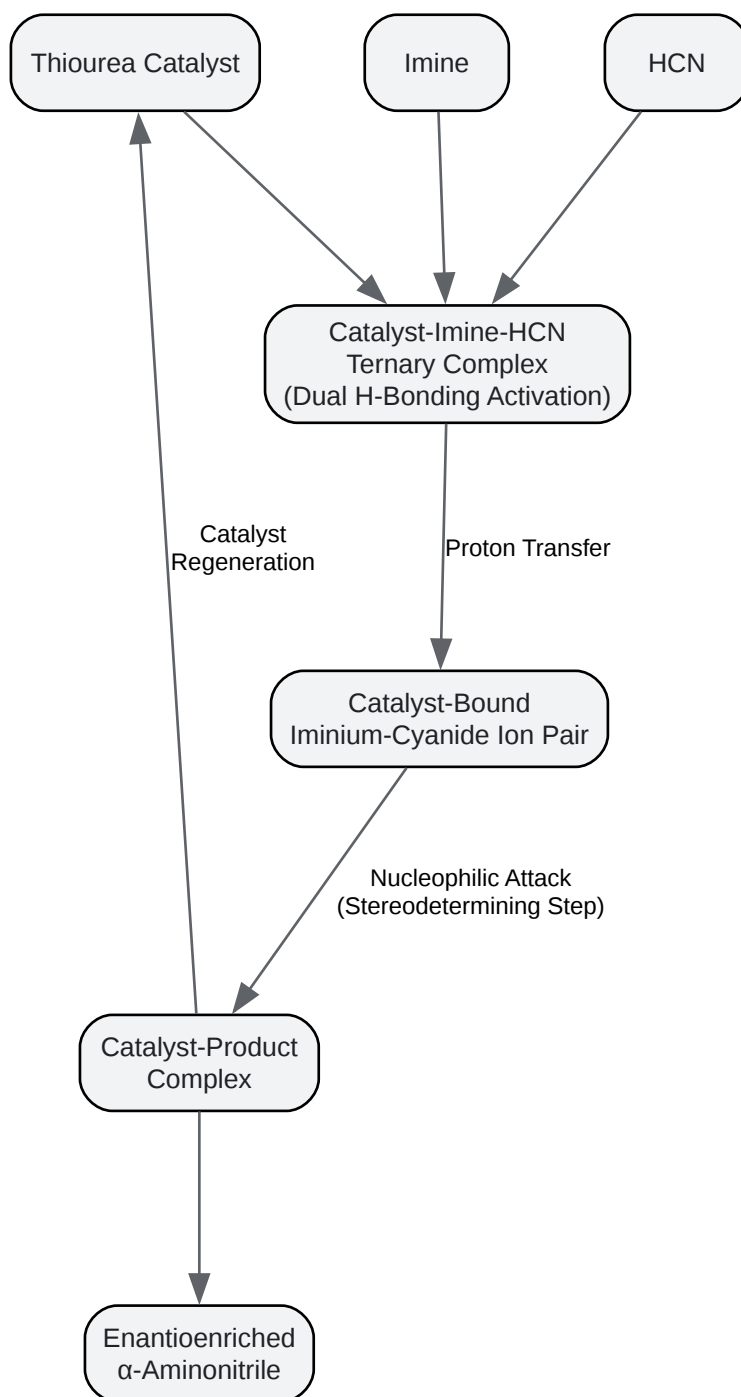 Thiourea Catalyst
Imine
HCN
Catalyst-Imine-HCN
Ternary Complex
(Dual H-Bonding Activation)
Catalyst
Regeneration
Proton Transfer
Catalyst-Bound
Iminium-Cyanide Ion Pair
Nucleophilic Attack
(Stereodetermining Step)
Catalyst-Product
Complex
Enantioenriched
α-Aminonitrile